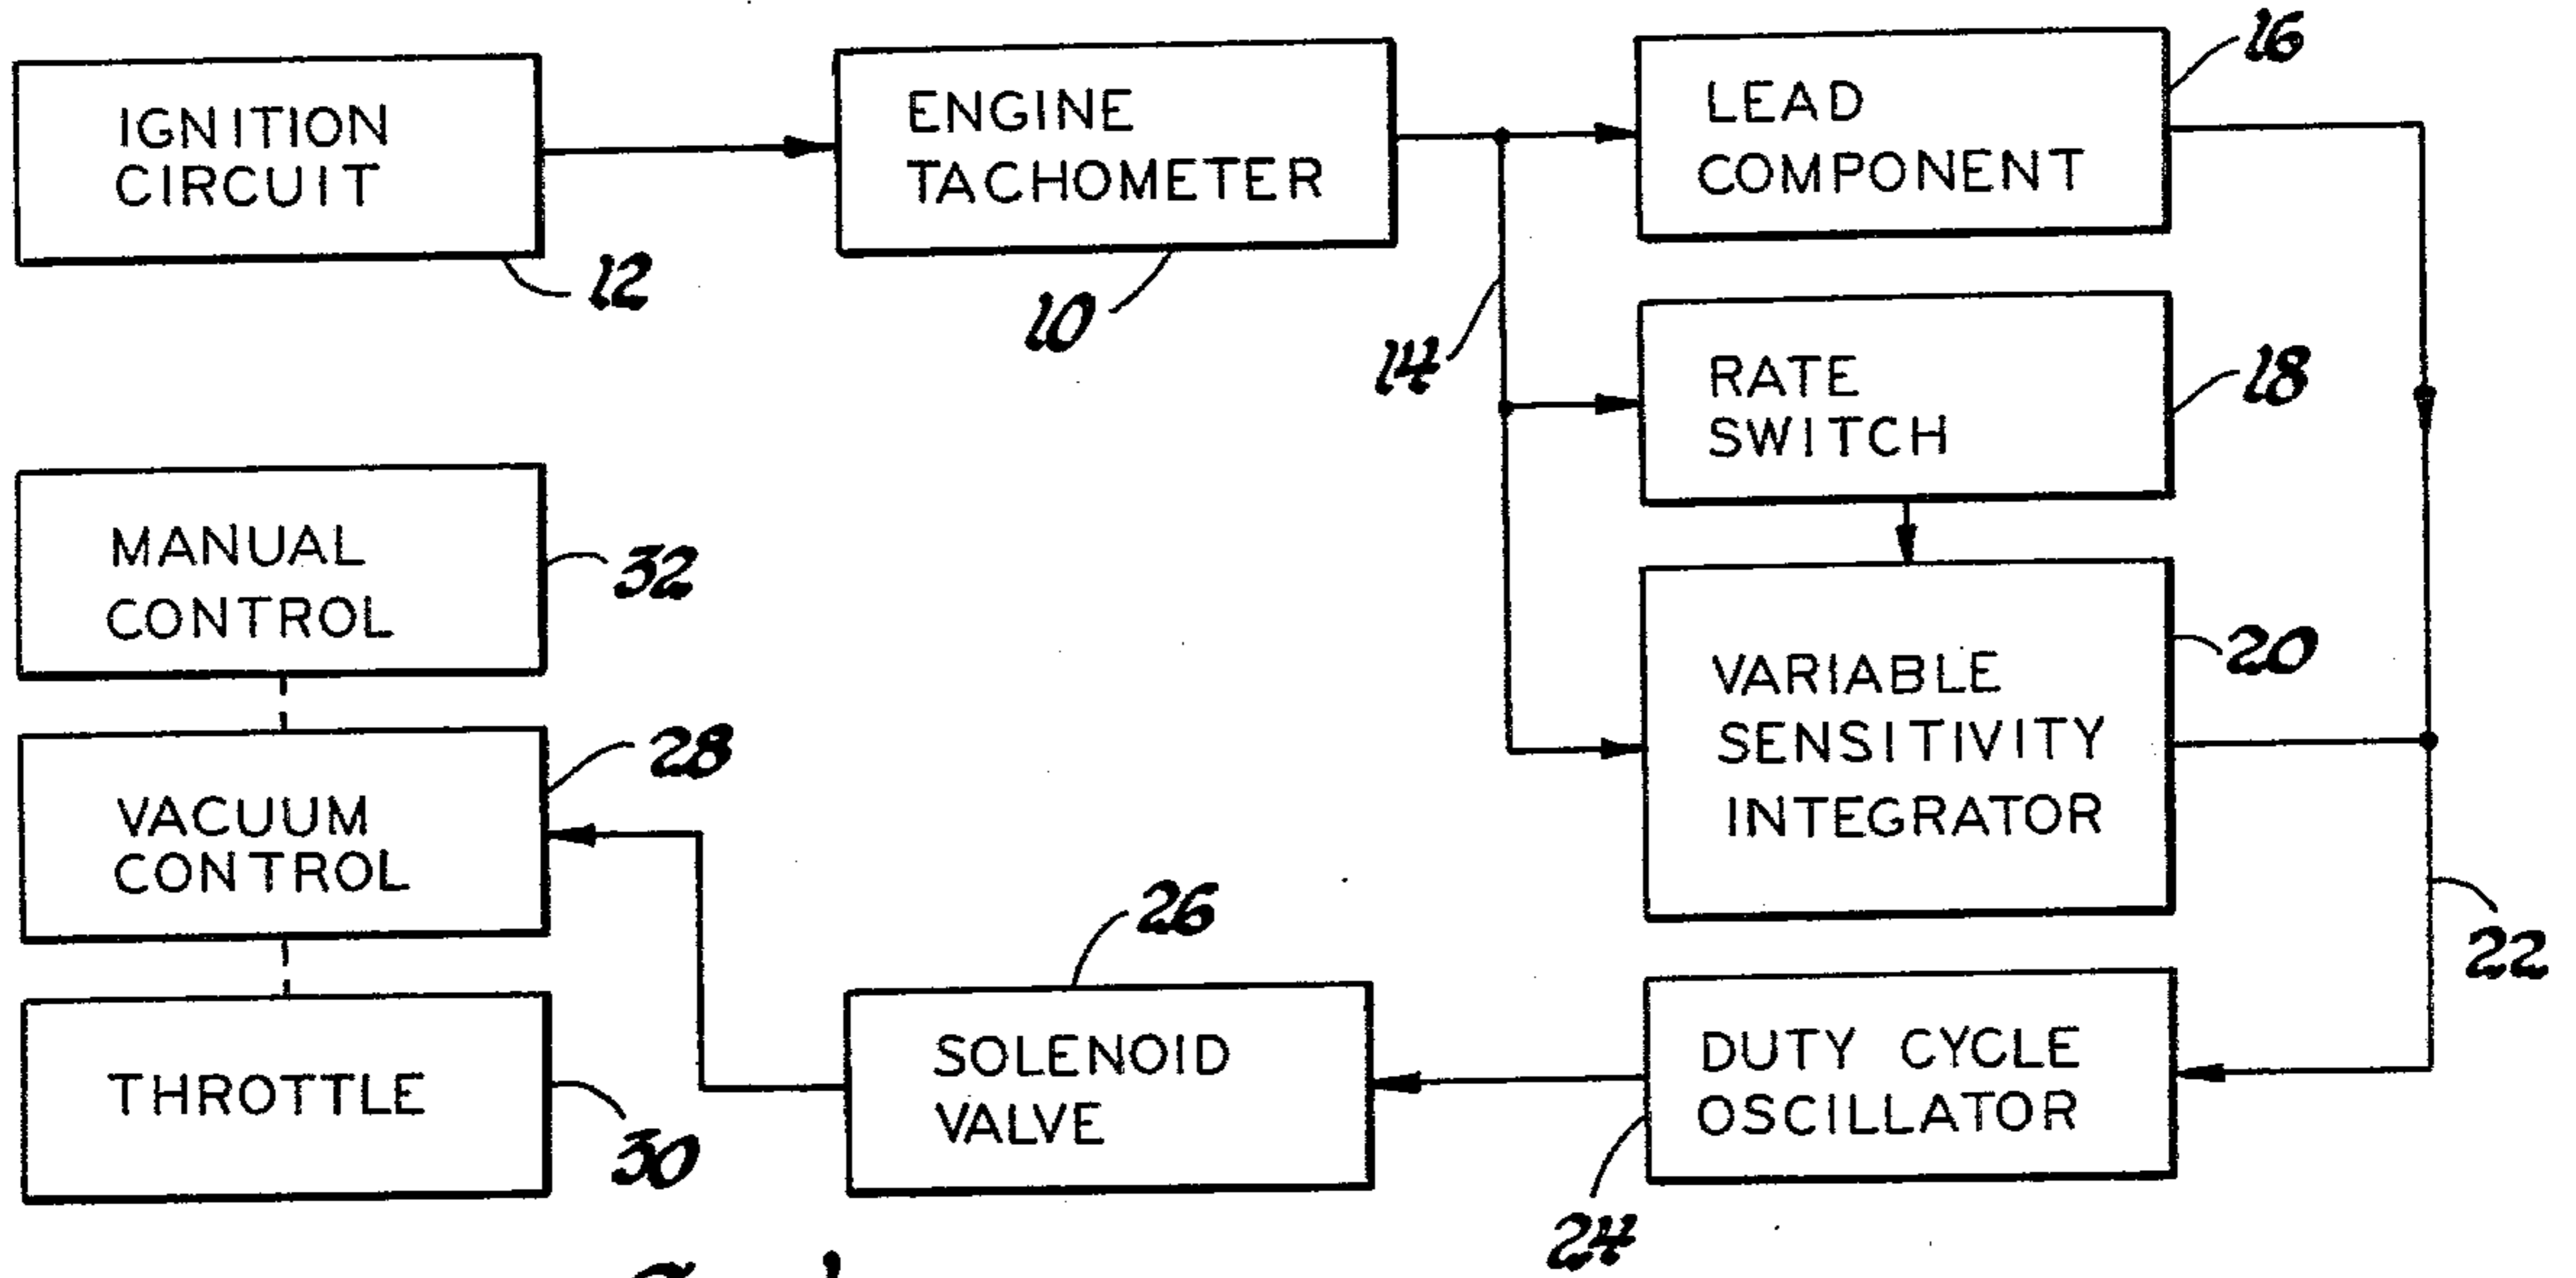 IGNITION
CIRCUIT
12
ENGINE
TACHOMETER
10
14
LEAD
COMPONENT
16
RATE
SWITCH
18
VARIABLE
SENSITIVITY
INTEGRATOR
20
22
MANUAL
CONTROL
32
VACUUM
CONTROL
28
THROTTLE
30
SOLENOID
VALVE
26
DUTY CYCLE
OSCILLATOR
24